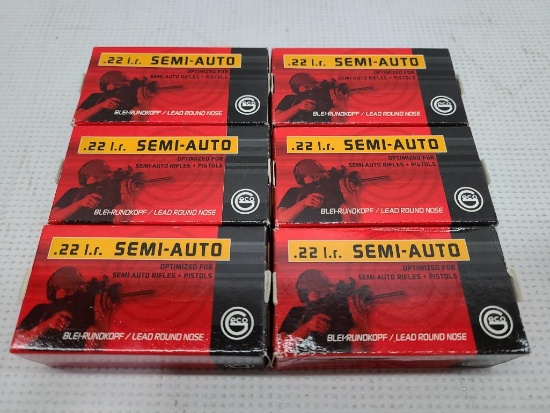 .22 l.r. SEMI-AUTO
OPTIMIZED FOR
SEMI-AUTO RIFLES + PISTOLS
BLEI-RUNDKOPF / LEAD ROUND NOSE
Geco
.22 l.r. SEMI-AUTO
OPTIMIZED FOR
SEMI-AUTO RIFLES + PISTOLS
BLEI-RUNDKOPF / LEAD ROUND NOSE
Geco
.22 l.r. SEMI-AUTO
OPTIMIZED FOR
SEMI-AUTO RIFLES + PISTOLS
BLEI-RUNDKOPF / LEAD ROUND NOSE
Geco
.22 l.r. SEMI-AUTO
OPTIMIZED FOR
SEMI-AUTO RIFLES + PISTOLS
BLEI-RUNDKOPF / LEAD ROUND NOSE
Geco
.22 l.r. SEMI-AUTO
OPTIMIZED FOR
SEMI-AUTO RIFLES + PISTOLS
BLEI-RUNDKOPF / LEAD ROUND NOSE
Geco
.22 l.r. SEMI-AUTO
OPTIMIZED FOR
SEMI-AUTO RIFLES + PISTOLS
BLEI-RUNDKOPF / LEAD ROUND NOSE
Geco